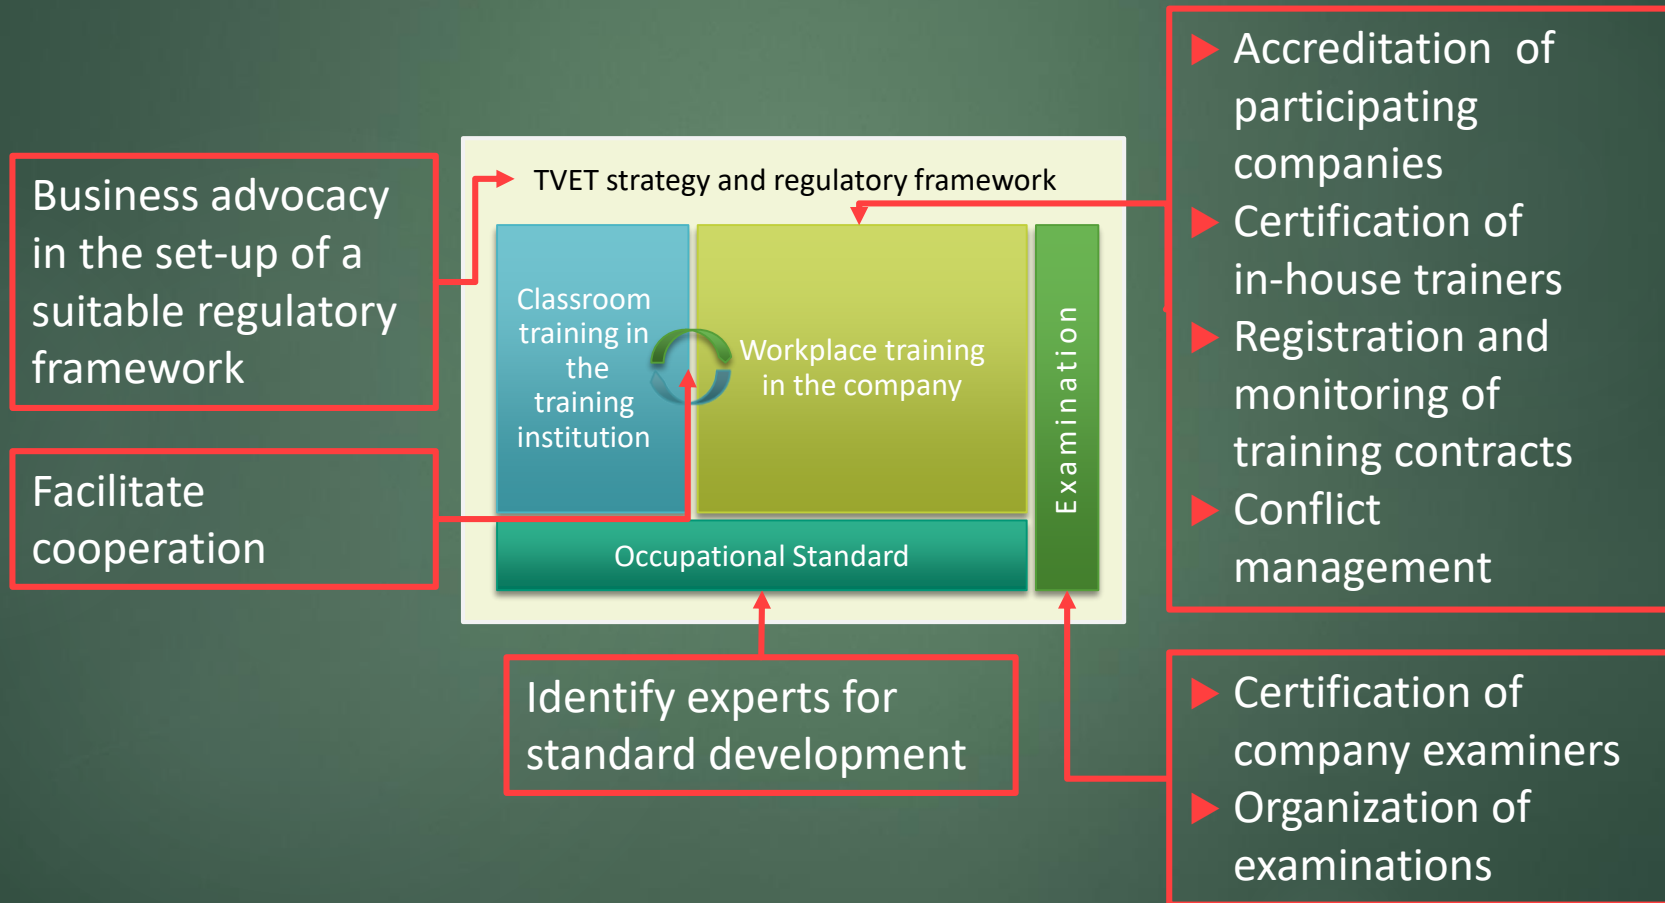 Business advocacy
in the set-up of a
suitable regulatory
framework
Facilitate
cooperation
TVET strategy and regulatory framework
Classroom
training in
the
training
institution
Workplace training
in the company
Examination
Occupational Standard
Identify experts for
standard development
Accreditation of
participating
companies
Certification of
in-house trainers
Registration and
monitoring of
training contracts
Conflict
management
Certification of
company examiners
Organization of
examinations